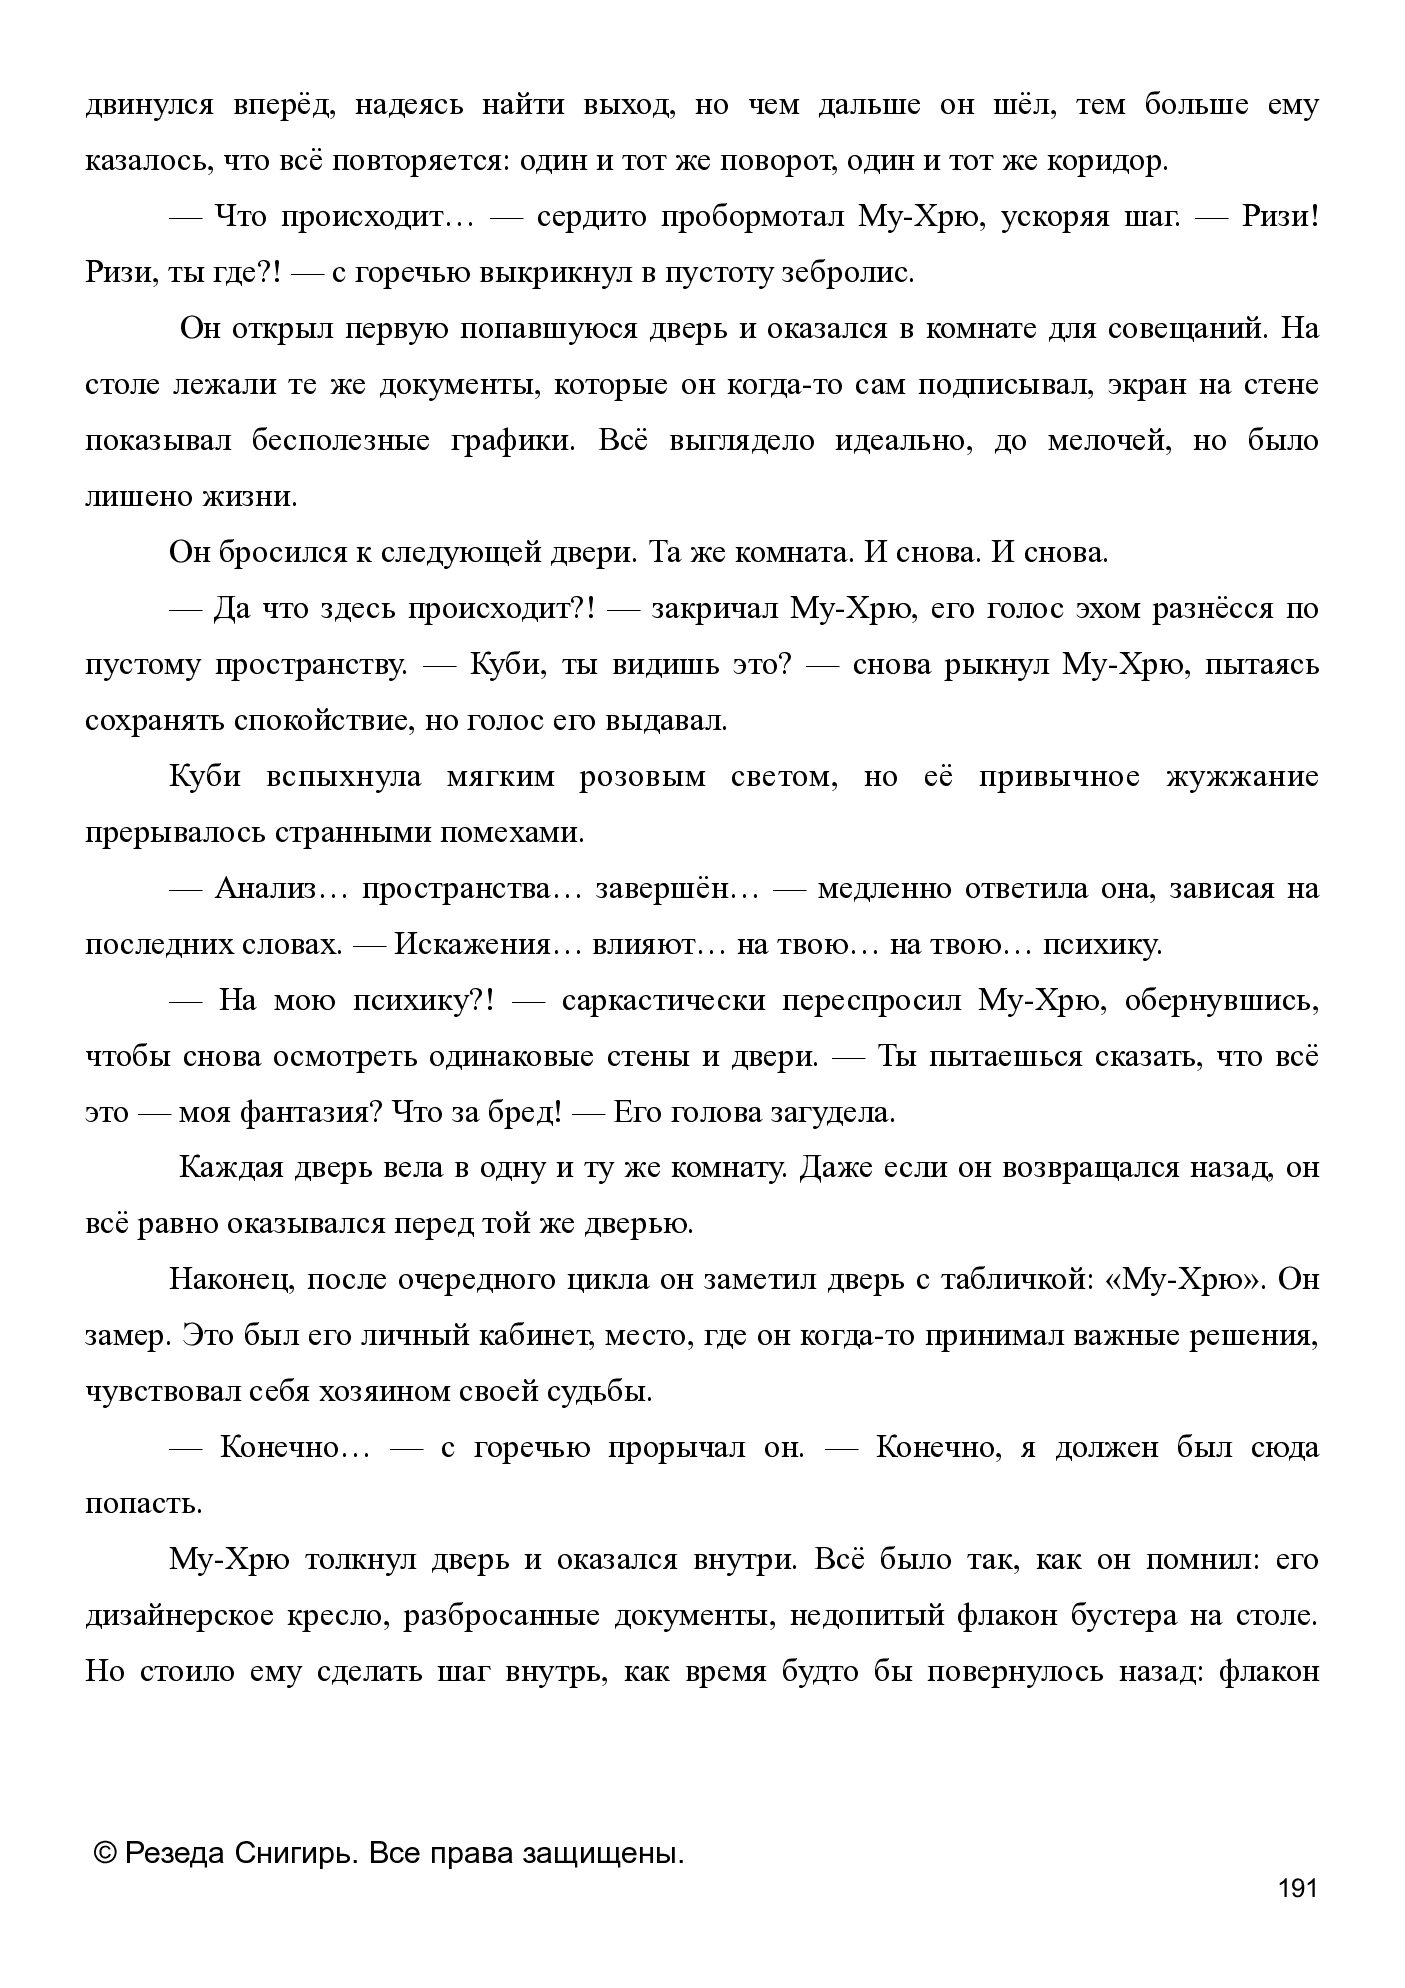 двинулся вперёд, надеясь найти выход, но чем дальше он шёл, тем больше ему
казалось, что всё повторяется: один и тот же поворот, один и тот же коридор.
— Что происходит… — сердито пробормотал Му-Хрю, ускоряя шаг. — Ризи!
Ризи, ты где?! — с горечью выкрикнул в пустоту зебролис.
Он открыл первую попавшуюся дверь и оказался в комнате для совещаний. На
столе лежали те же документы, которые он когда-то сам подписывал, экран на стене
показывал бесполезные графики. Всё выглядело идеально, до мелочей, но было
лишено жизни.
Он бросился к следующей двери. Та же комната. И снова. И снова.
— Да что здесь происходит?! — закричал Му-Хрю, его голос эхом разнёсся по
пустому пространству. — Куби, ты видишь это? — снова рыкнул Му-Хрю, пытаясь
сохранять спокойствие, но голос его выдавал.
Куби вспыхнула мягким розовым светом, но её привычное жужжание
прерывалось странными помехами.
— Анализ… пространства… завершён… — медленно ответила она, зависая на
последних словах. — Искажения… влияют… на твою… на твою… психику.
— На мою психику?! — саркастически переспросил Му-Хрю, обернувшись,
чтобы снова осмотреть одинаковые стены и двери. — Ты пытаешься сказать, что всё
это — моя фантазия? Что за бред! — Его голова загудела.
Каждая дверь вела в одну и ту же комнату. Даже если он возвращался назад, он
всё равно оказывался перед той же дверью.
Наконец, после очередного цикла он заметил дверь с табличкой: «Му-Хрю». Он
замер. Это был его личный кабинет, место, где он когда-то принимал важные решения,
чувствовал себя хозяином своей судьбы.
— Конечно… — с горечью прорычал он. — Конечно, я должен был сюда
попасть.
Му-Хрю толкнул дверь и оказался внутри. Всё было так, как он помнил: его
дизайнерское кресло, разбросанные документы, недопитый флакон бустера на столе.
Но стоило ему сделать шаг внутрь, как время будто бы повернулось назад: флакон
© Резеда Снигирь. Все права защищены.
191